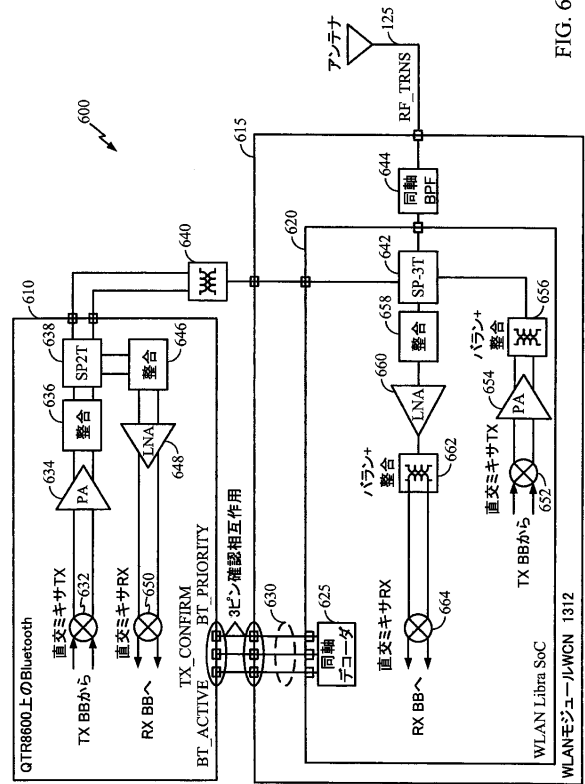 600
610
QTR8600上のBluetooth
直交ミキサTX
TX BBから
632
634
PA
636
整合
638
SP2T
640
直交ミキサRX
RX BBへ
650
648
LNA
646
整合
TX_CONFIRM
BT_ACTIVE
BT_PRIORITY
3ピン確認相互作用
630
625
同軸
デコーダ
615
620
アンテナ
125
RF_TRNS
644
同軸
BPF
642
SP-3T
658
整合
660
LNA
バラン+
整合
662
直交ミキサRX
664
RX BBへ
バラン+
整合
656
654
PA
直交ミキサTX
652
TX BBから
WLAN Libra SoC
WLANモジュールWCN 1312
FIG. 6